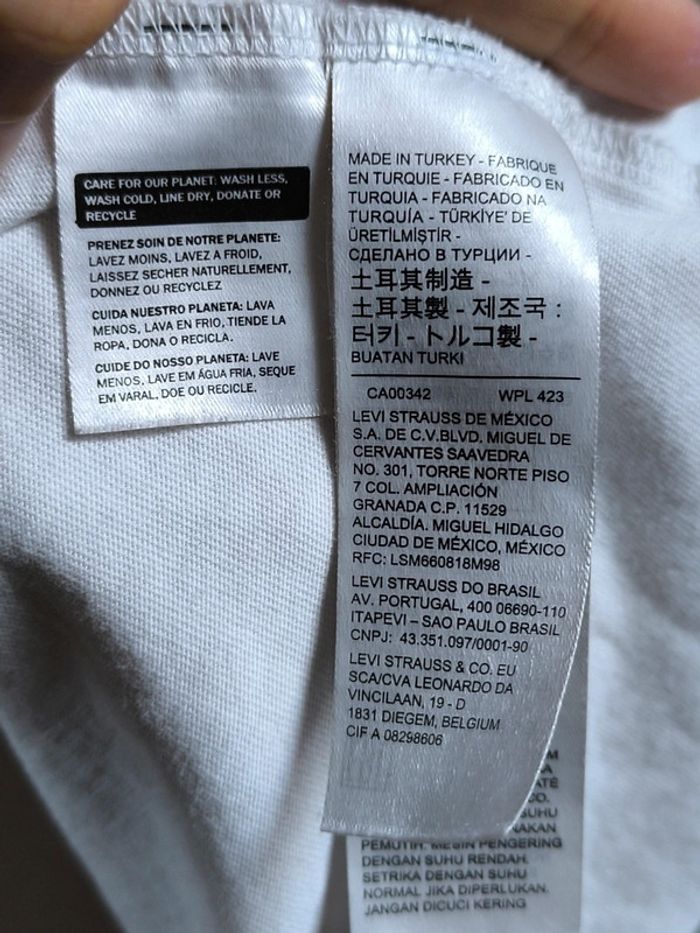 CARE FOR OUR PLANET: WASH LESS,
WASH COLD, LINE DRY, DONATE OR
RECYCLE
PRENEZ SOIN DE NOTRE PLANETE:
LAVEZ MOINS, LAVEZ A FROID,
LAISSEZ SECHER NATURELLEMENT,
DONNEZ OU RECYCLEZ
CUIDA NUESTRO PLANETA: LAVA
MENOS, LAVA EN FRIO, TIENDE LA
ROPA, DONA O RECICLA.
CUIDE DO NOSSO PLANETA: LAVE
MENOS, LAVE EM ÁGUA FRIA, SEQUE
EM VARAL, DOE OU RECICLE.
MADE IN TURKEY - FABRIQUE
EN TURQUIE - FABRICADO EN
TURQUIA - FABRICADO NA
TURQUÍA - TÜRKİYE' DE
ÜRETİLMİŞTİR -
СДЕЛАНО В ТУРЦИИ -
土耳其制造 -
土耳其製 - 제조국 :
터키 - トルコ製 -
BUATAN TURKI
CA00342 WPL 423
LEVI STRAUSS DE MÉXICO
S.A. DE C.V.BLVD. MIGUEL DE
CERVANTES SAAVEDRA
NO. 301, TORRE NORTE PISO
7 COL. AMPLIACIÓN
GRANADA C.P. 11529
ALCALDÍA. MIGUEL HIDALGO
CIUDAD DE MÉXICO, MÉXICO
RFC: LSM660818M98
LEVI STRAUSS DO BRASIL
AV. PORTUGAL, 400 06690-110
ITAPEVI – SAO PAULO BRASIL
CNPJ: 43.351.097/0001-90
LEVI STRAUSS & CO. EU
SCA/CVA LEONARDO DA
VINCILAAN, 19 - D
1831 DIEGEM, BELGIUM
CIF A 08298606
PEMUTIH. MESIN PENGERING
DENGAN SUHU RENDAH.
SETRIKA DENGAN SUHU
NORMAL JIKA DIPERLUKAN.
JANGAN DICUCI KERING